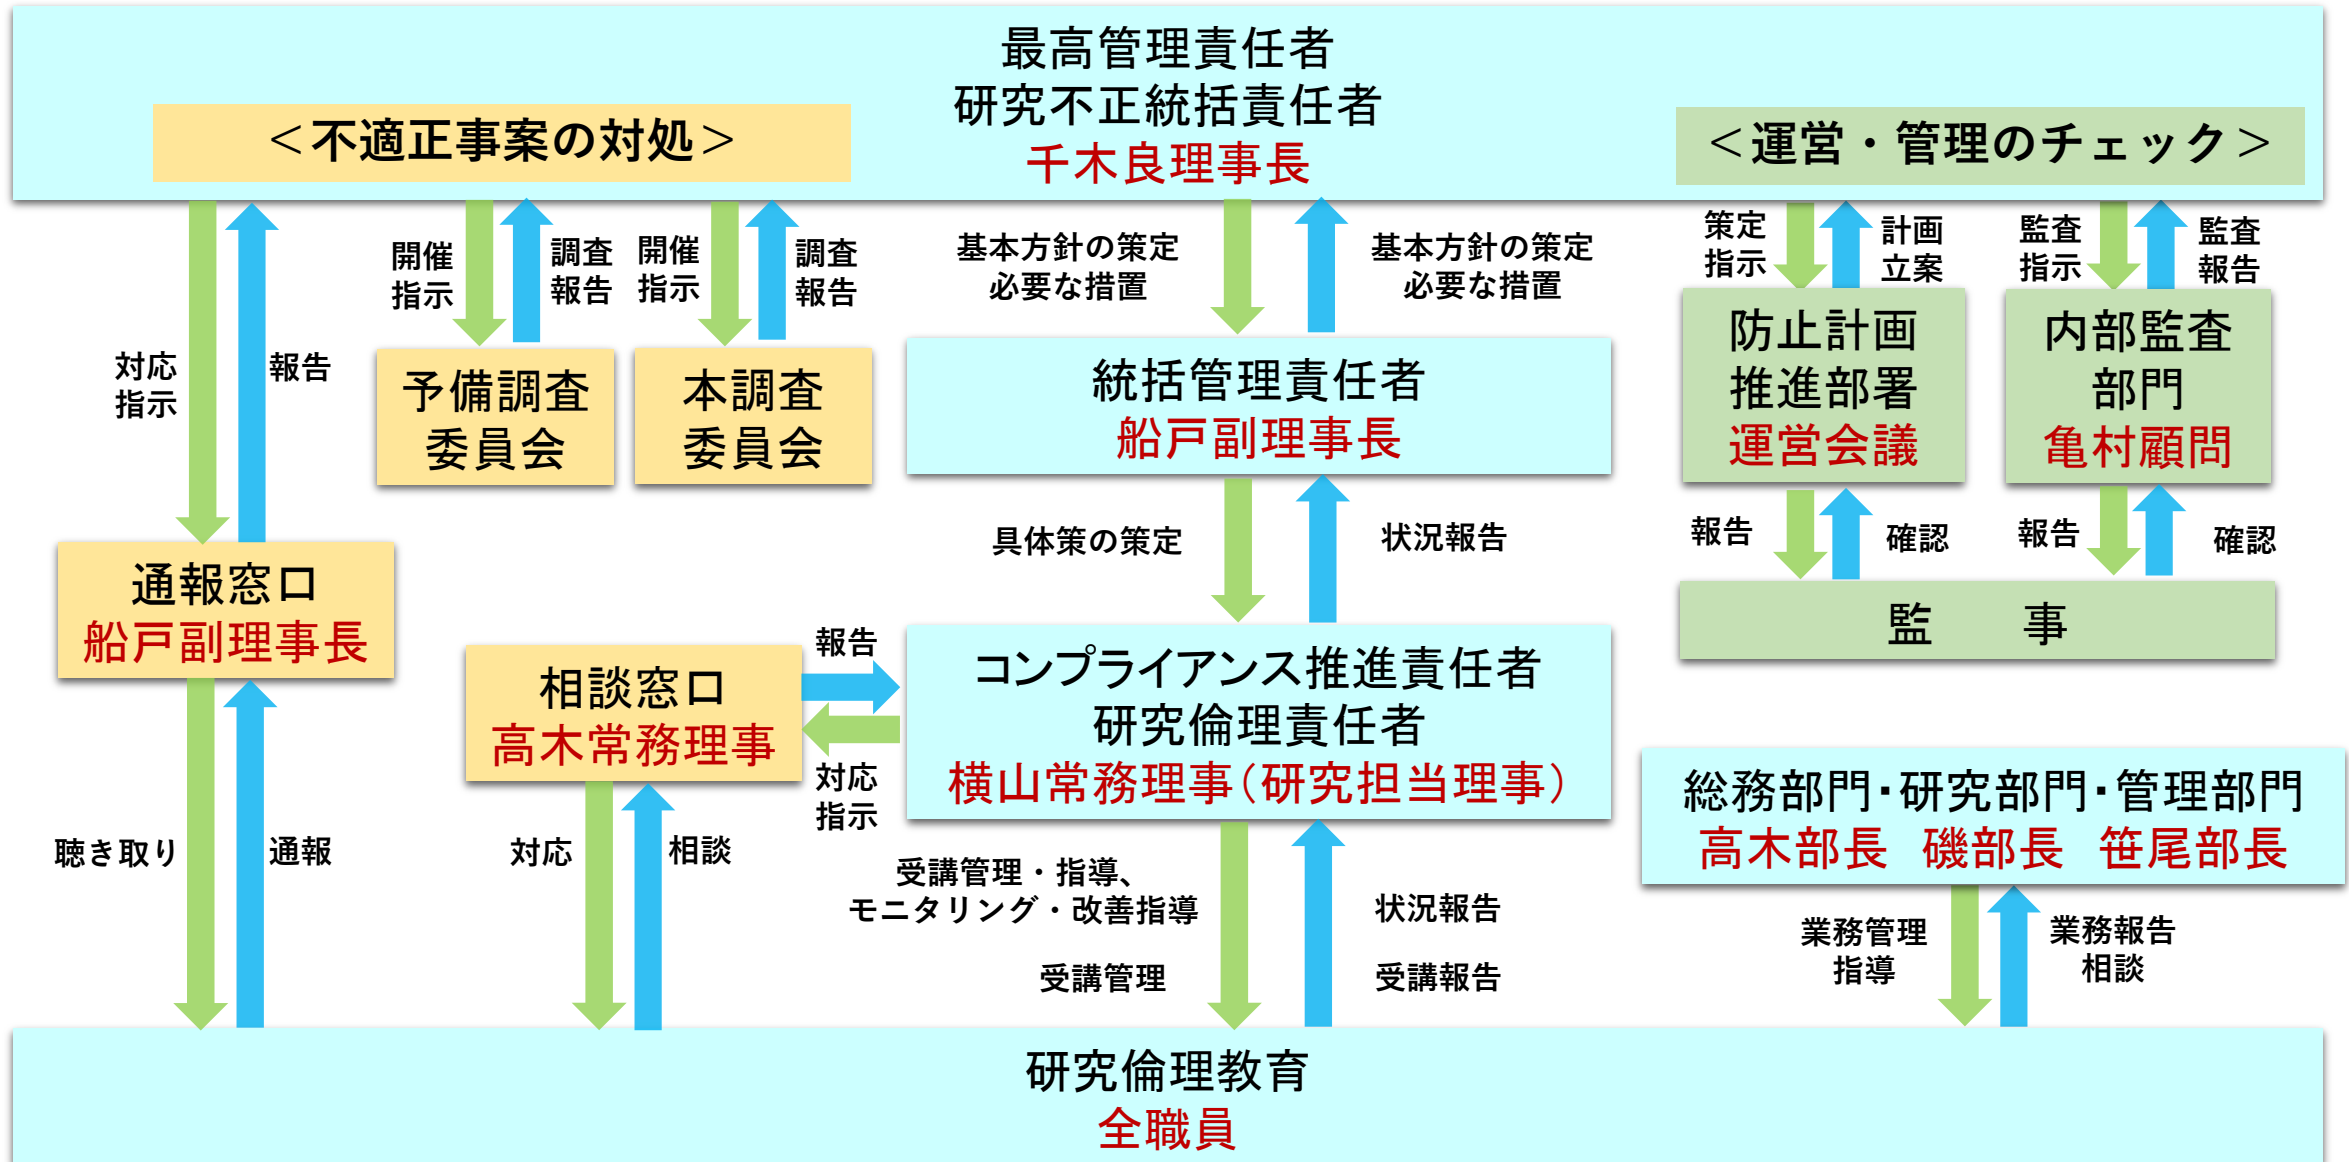 最高管理責任者
研究不正統括責任者
千木良理事長
＜不適正事案の対処＞
＜運営・管理のチェック＞
対応
指示
報告
開催
指示
調査
報告
開催
指示
調査
報告
基本方針の策定
必要な措置
基本方針の策定
必要な措置
策定
指示
計画
立案
監査
指示
監査
報告
予備調査
委員会
本調査
委員会
統括管理責任者
船戸副理事長
防止計画
推進部署
運営会議
内部監査
部門
亀村顧問
具体策の策定
状況報告
報告
確認
報告
確認
通報窓口
船戸副理事長
監　事
相談窓口
高木常務理事
報告
対応
指示
コンプライアンス推進責任者
研究倫理責任者
横山常務理事（研究担当理事）
総務部門・研究部門・管理部門
高木部長　磯部長　笹尾部長
聴き取り
通報
対応
相談
受講管理・指導、
モニタリング・改善指導
受講管理
状況報告
受講報告
業務管理
指導
業務報告
相談
研究倫理教育
全職員